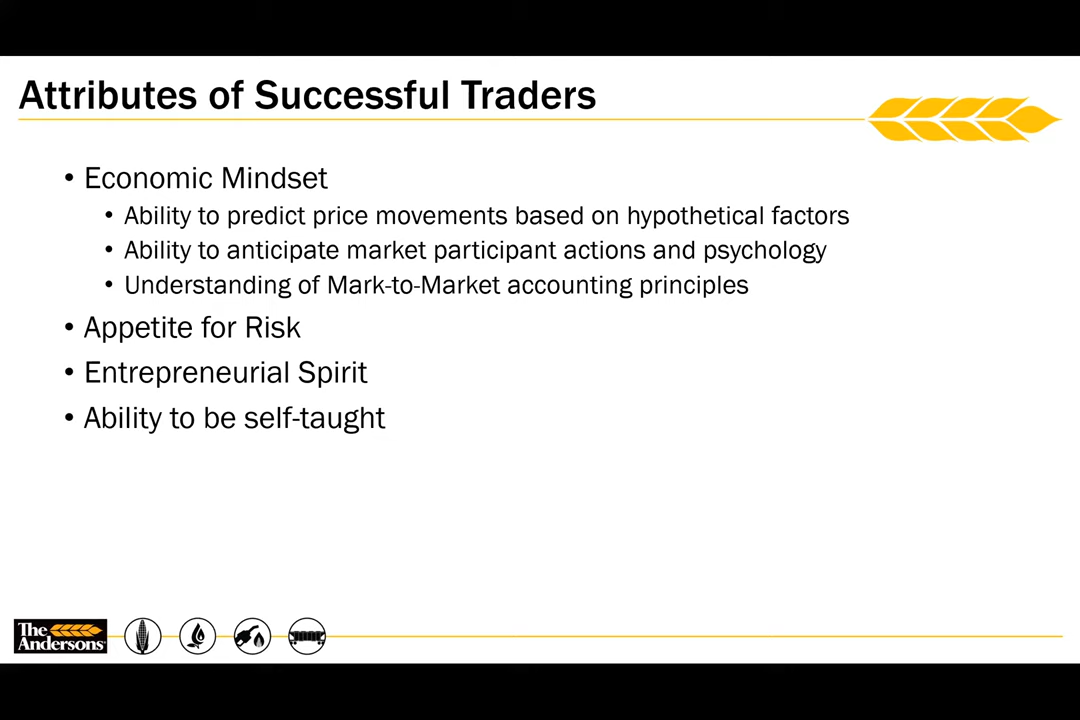 Attributes of Successful Traders
• Economic Mindset
• Ability to predict price movements based on hypothetical factors
• Ability to anticipate market participant actions and psychology
• Understanding of Mark-to-Market accounting principles
• Appetite for Risk
• Entrepreneurial Spirit
• Ability to be self-taught
The
Andersons